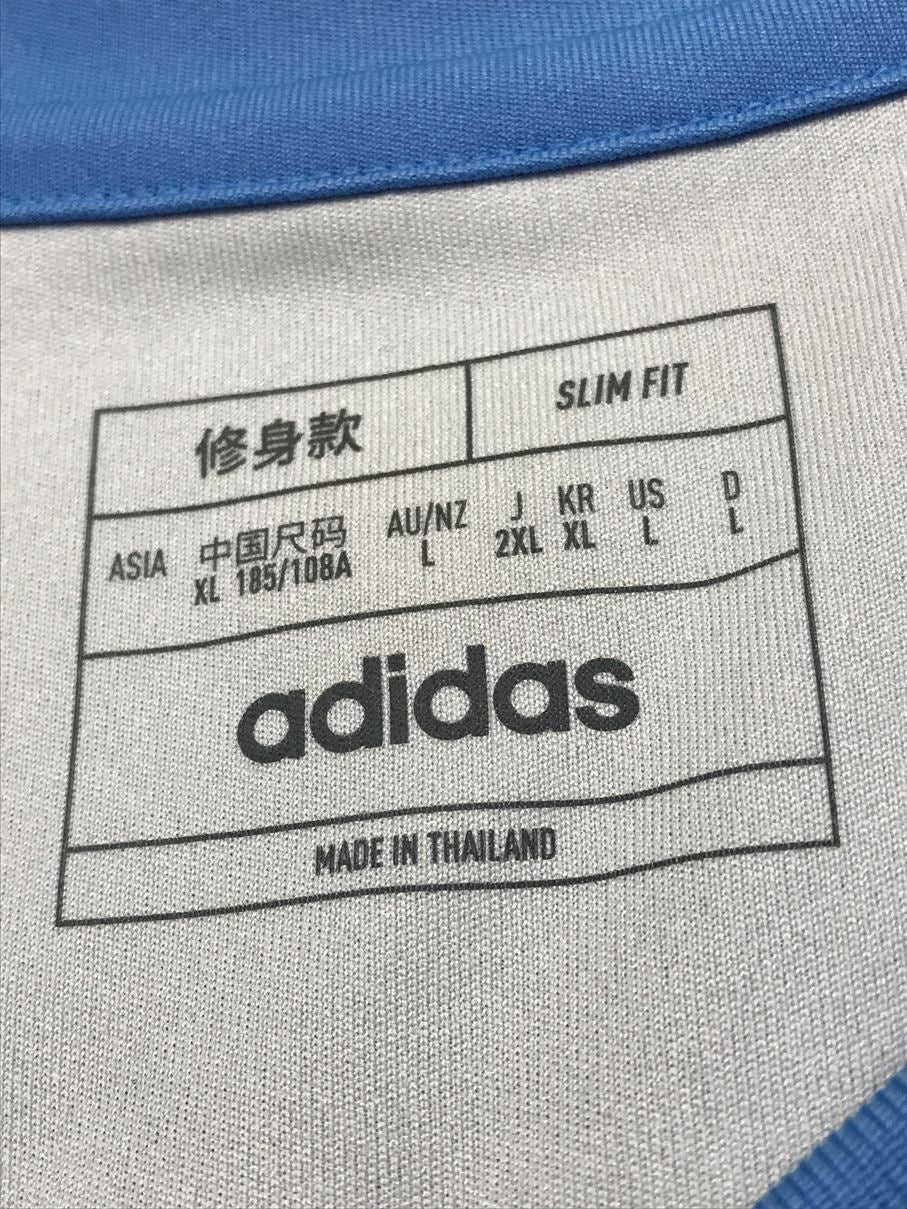 修身款 SLIM FIT
ASIA 中国尺码 AU/NZ J KR US D
XL 185/108A L 2XL XL L L
adidas
MADE IN THAILAND